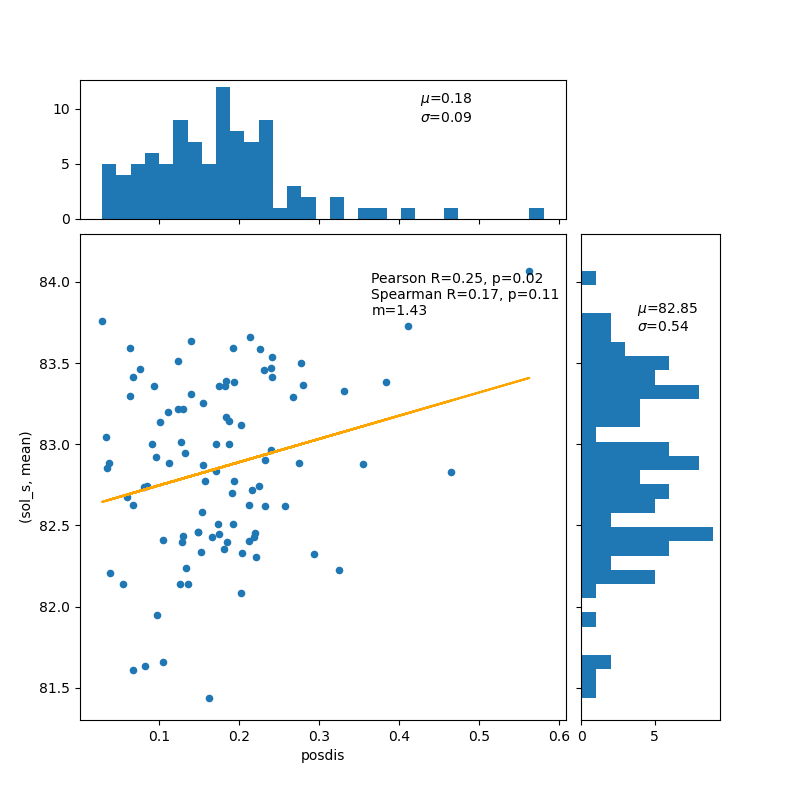 10
5
0
μ=0.18
σ=0.09
84.0
83.5
83.0
82.5
82.0
81.5
(sol_s, mean)
Pearson R=0.25, p=0.02
Spearman R=0.17, p=0.11
m=1.43
0.1 0.2 0.3 0.4 0.5 0.6
posdis
μ=82.85
σ=0.54
0 5